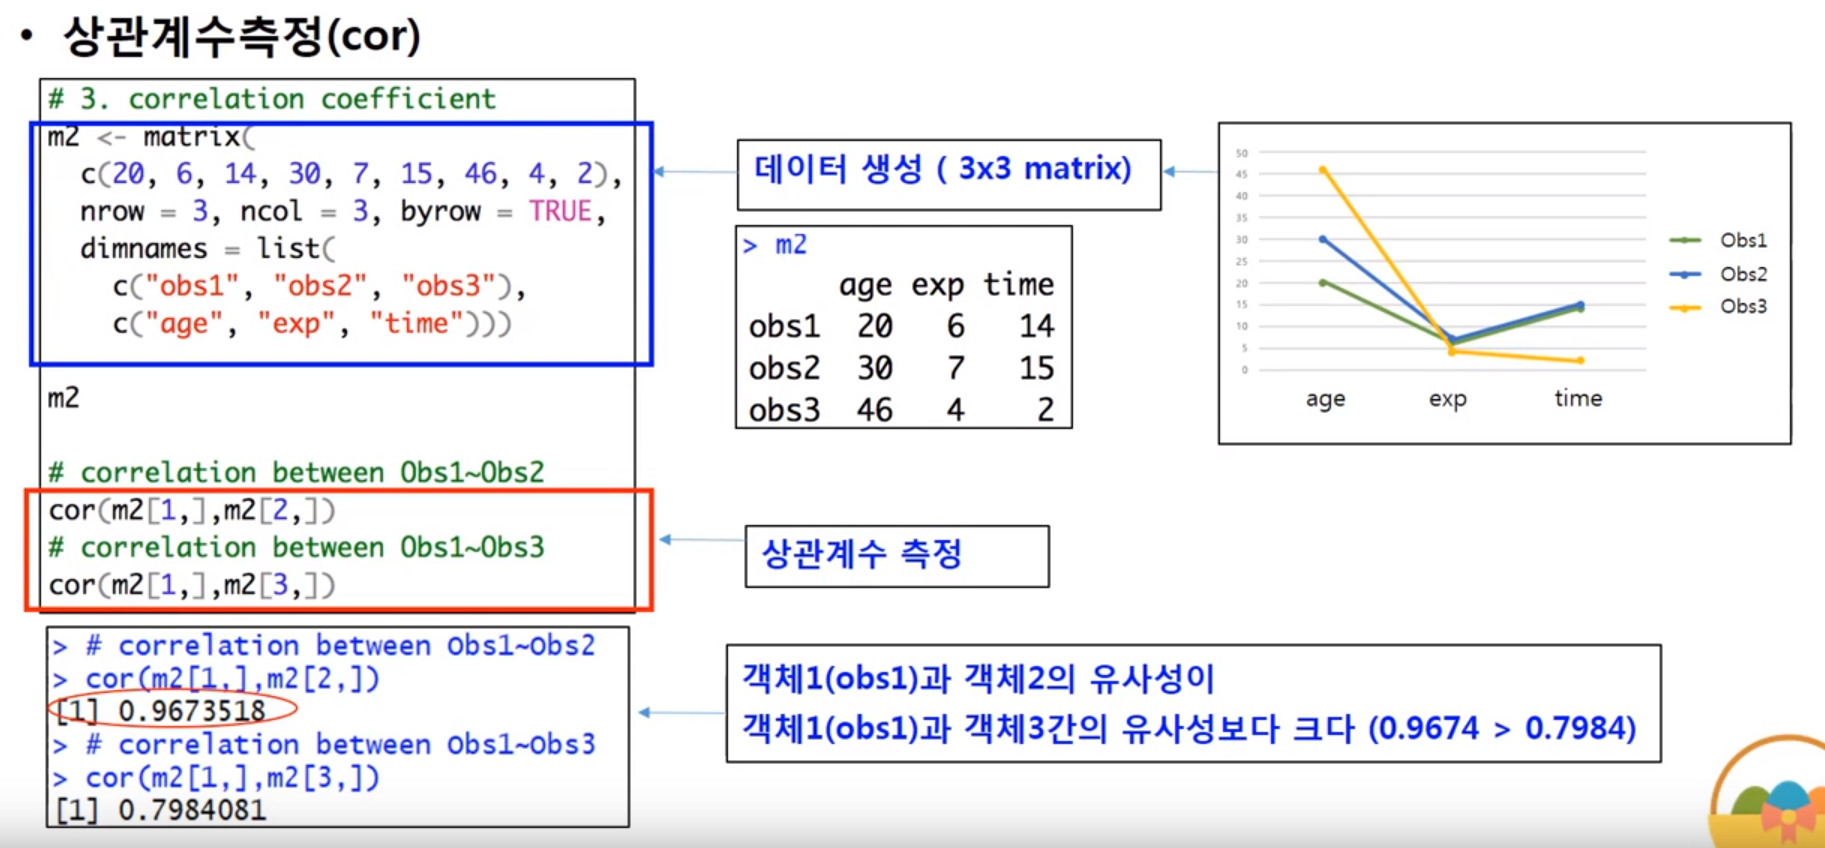 • 상관계수측정(cor)
# 3. correlation coefficient
m2 <- matrix(
c(20, 6, 14, 30, 7, 15, 46, 4, 2),
nrow = 3, ncol = 3, byrow = TRUE,
dimnames = list(
c("obs1", "obs2", "obs3"),
c("age", "exp", "time")))
m2
# correlation between Obs1~Obs2
cor(m2[1,],m2[2,])
# correlation between Obs1~Obs3
cor(m2[1,],m2[3,])
데이터 생성 ( 3x3 matrix)
> m2
age exp time
obs1 20 6 14
obs2 30 7 15
obs3 46 4 2
50
45
40
35
30
25
20
15
10
5
0
age exp time
Obs1
Obs2
Obs3
상관계수 측정
> # correlation between Obs1~Obs2
> cor(m2[1,],m2[2,])
[1] 0.9673518
> # correlation between Obs1~Obs3
> cor(m2[1,],m2[3,])
[1] 0.7984081
객체1(obs1)과 객체2의 유사성이
객체1(obs1)과 객체3간의 유사성보다 크다 (0.9674 > 0.7984)